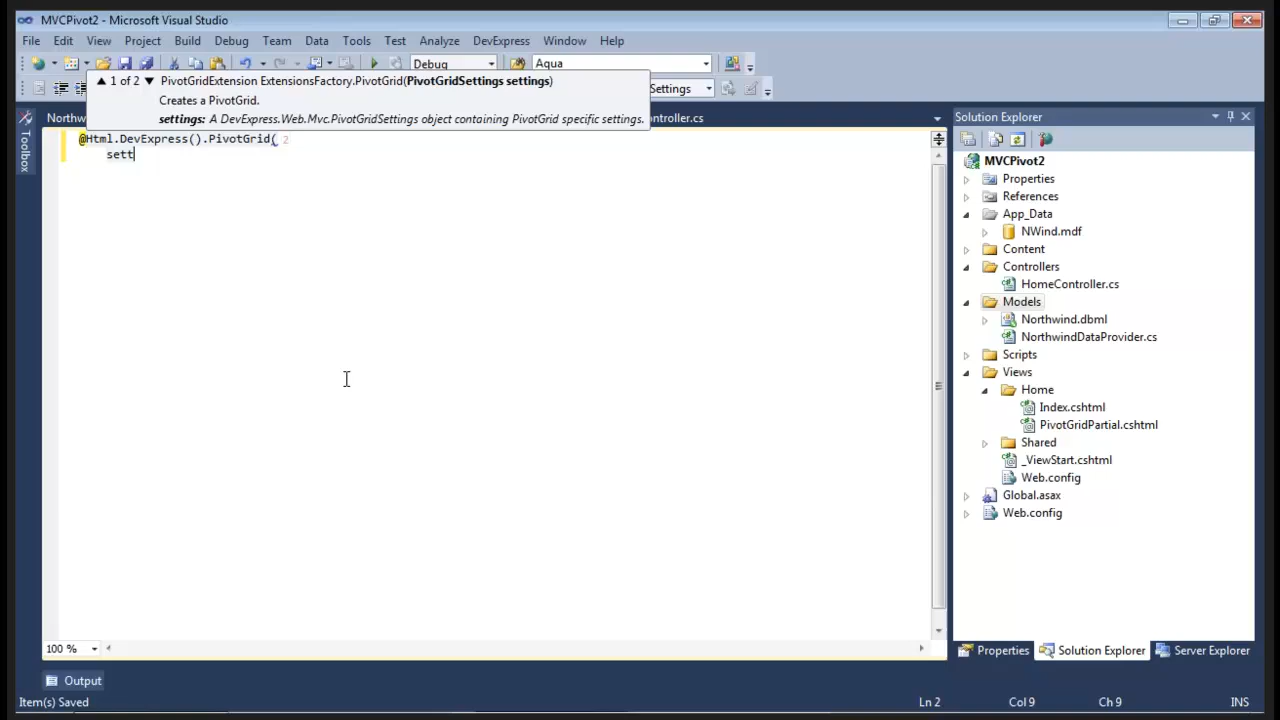 MVCPivot2 - Microsoft Visual Studio
File Edit View Project Build Debug Team Data Tools Test Analyze DevExpress Window Help
Debug Aqua
1 of 2 PivotGridExtension ExtensionsFactory.PivotGrid(PivotGridSettings settings)
Creates a PivotGrid.
settings: A DevExpress.Web.Mvc.PivotGridSettings object containing PivotGrid specific settings.
Settings
Toolbox
Northw
ntroller.cs
@Html.DevExpress().PivotGrid( 2
sett
100 %
Solution Explorer
MVCPivot2
Properties
References
App_Data
NWind.mdf
Content
Controllers
HomeController.cs
Models
Northwind.dbml
NorthwindDataProvider.cs
Scripts
Views
Home
Index.cshtml
PivotGridPartial.cshtml
Shared
_ViewStart.cshtml
Web.config
Global.asax
Web.config
Properties Solution Explorer Server Explorer
Output
Item(s) Saved Ln 2 Col 9 Ch 9 INS